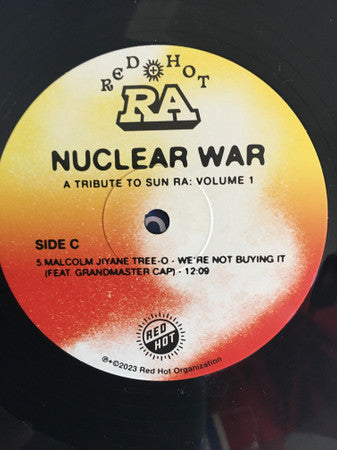 RED HOT
RA
NUCLEAR WAR
A TRIBUTE TO SUN RA: VOLUME 1
SIDE C
5.MALCOLM JIYANE TREE-O - WE'RE NOT BUYING IT
(FEAT. GRANDMASTER CAP) - 12:09
RED
HOT
℗+©2023 Red Hot Organization